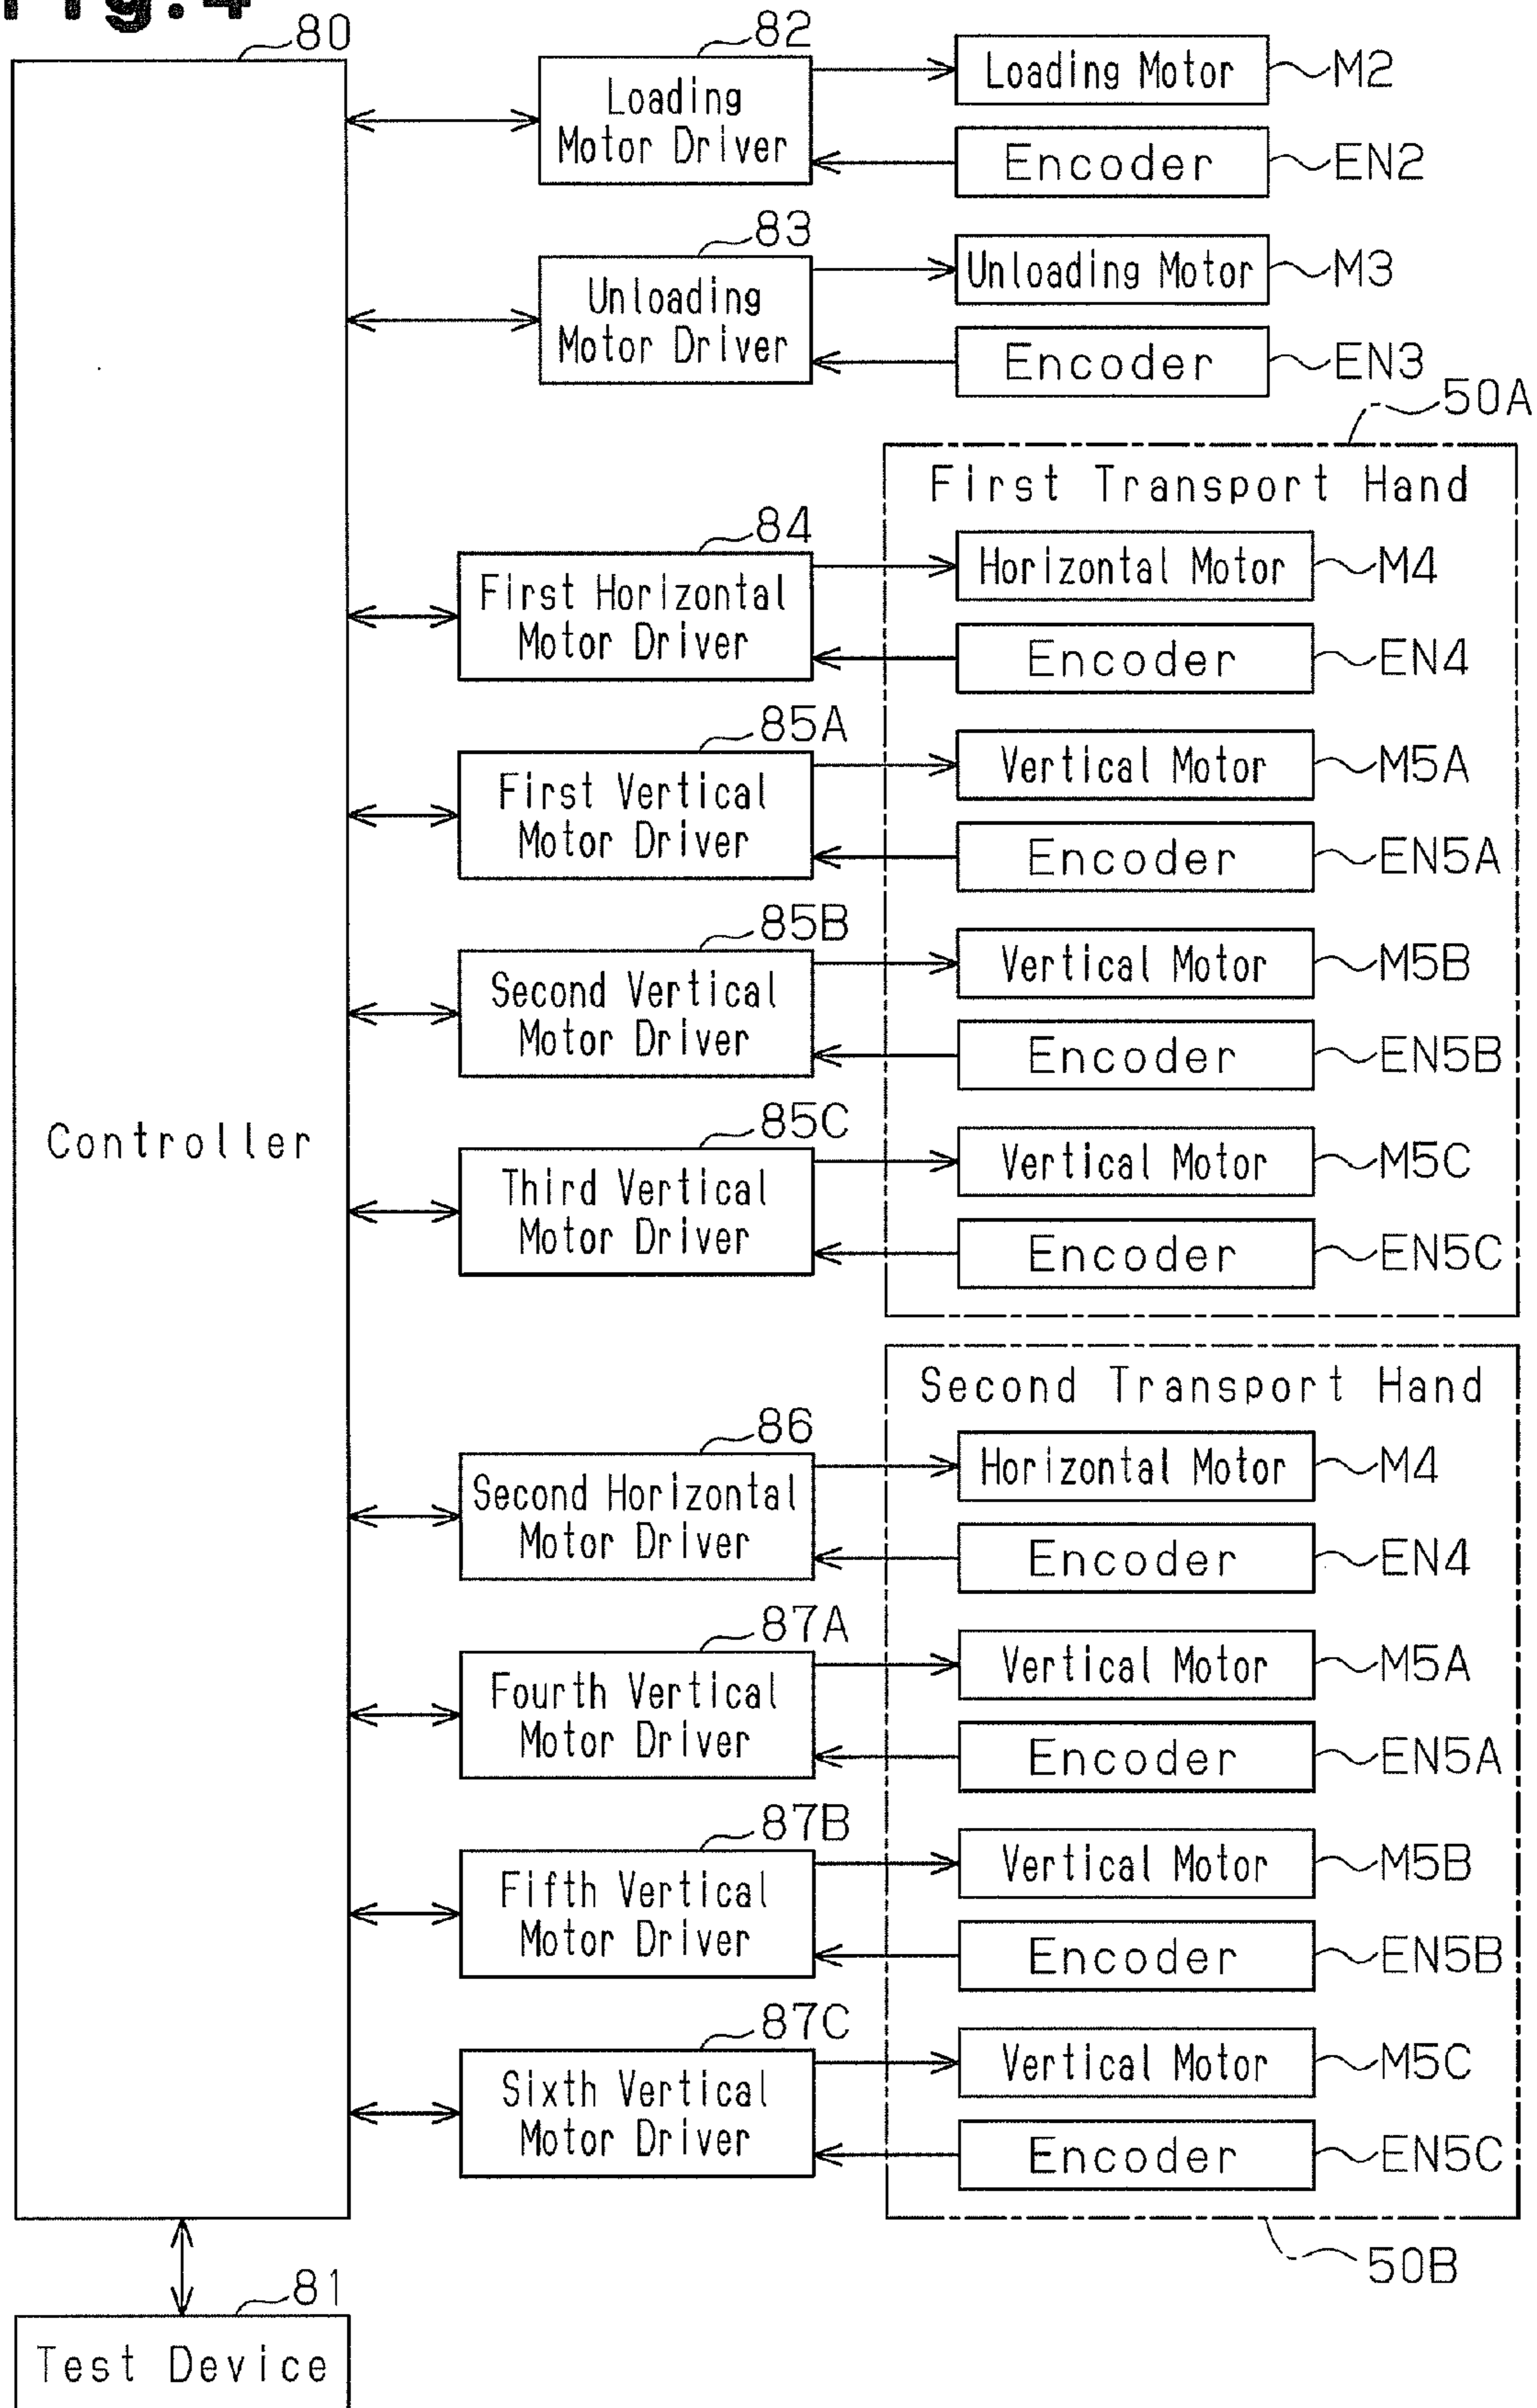 Fig. 4
80
82
Loading
Motor Driver
Loading Motor
M2
Encoder
EN2
83
Unloading
Motor Driver
Unloading Motor
M3
Encoder
EN3
50A
First Transport Hand
84
First Horizontal
Motor Driver
Horizontal Motor
M4
Encoder
EN4
85A
First Vertical
Motor Driver
Vertical Motor
M5A
Encoder
EN5A
85B
Second Vertical
Motor Driver
Vertical Motor
M5B
Encoder
EN5B
Controller
85C
Third Vertical
Motor Driver
Vertical Motor
M5C
Encoder
EN5C
Second Transport Hand
86
Second Horizontal
Motor Driver
Horizontal Motor
M4
Encoder
EN4
87A
Fourth Vertical
Motor Driver
Vertical Motor
M5A
Encoder
EN5A
87B
Fifth Vertical
Motor Driver
Vertical Motor
M5B
Encoder
EN5B
87C
Sixth Vertical
Motor Driver
Vertical Motor
M5C
Encoder
EN5C
50B
81
Test Device